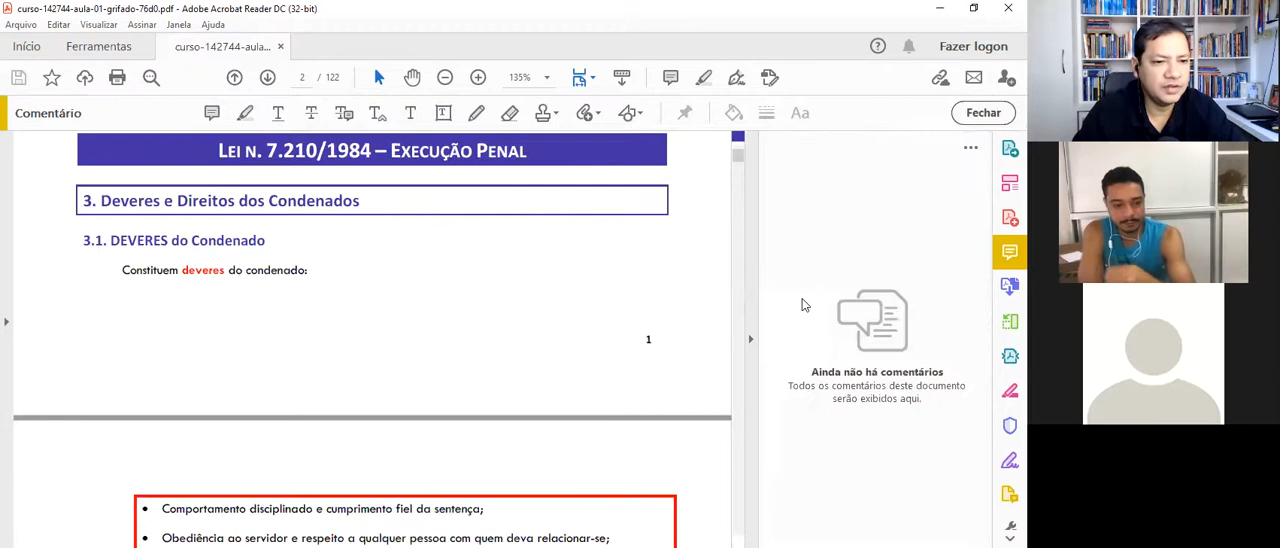 curso-142744-aula-01-grifado-76d0.pdf - Adobe Acrobat Reader DC (32-bit)
Arquivo Editar Visualizar Assinar Janela Ajuda
Início Ferramentas curso-142744-aula... × Fazer logon
2 / 122 135%
Comentário Aa Fechar
LEI N. 7.210/1984 – EXECUÇÃO PENAL
3. Deveres e Direitos dos Condenados
3.1. DEVERES do Condenado
Constituem deveres do condenado:
1
Ainda não há comentários
Todos os comentários deste documento
serão exibidos aqui.
• Comportamento disciplinado e cumprimento fiel da sentença;
• Obediência ao servidor e respeito a qualquer pessoa com quem deva relacionar-se;